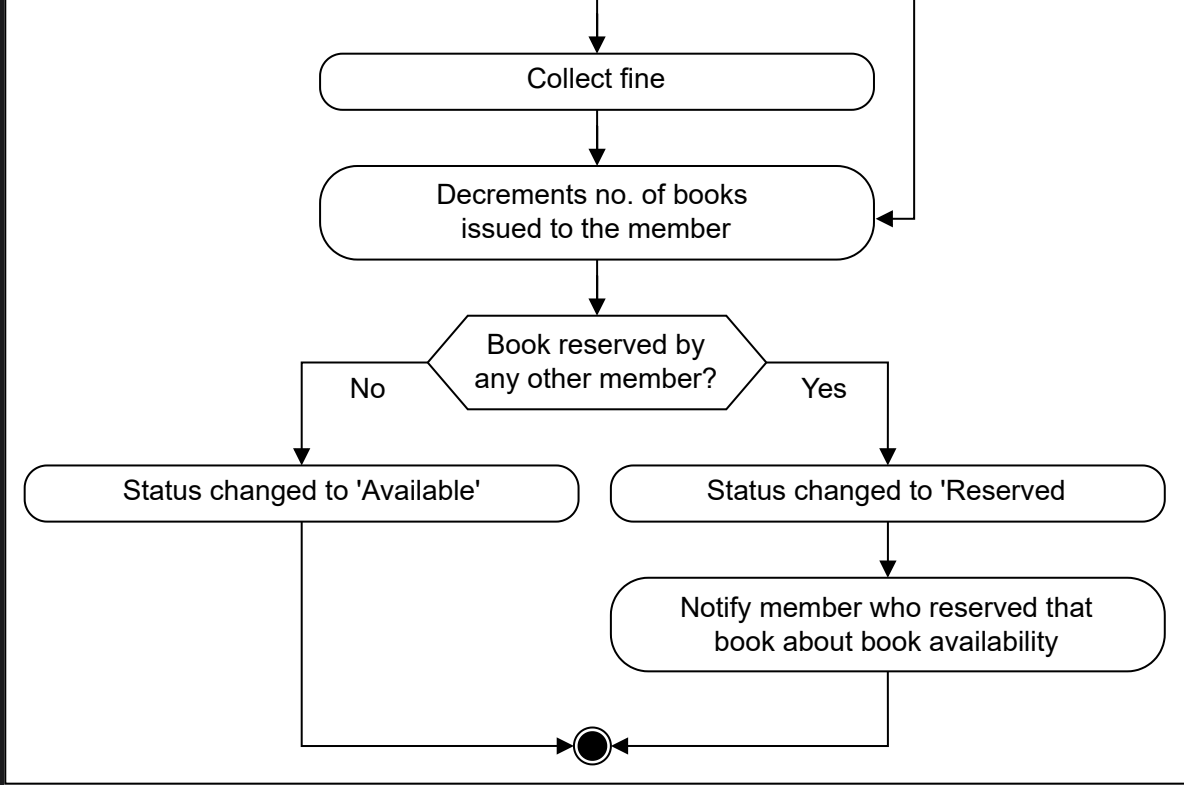 Collect fine
Decrements no. of books
issued to the member
Book reserved by
any other member?
No
Yes
Status changed to 'Available'
Status changed to 'Reserved
Notify member who reserved that
book about book availability